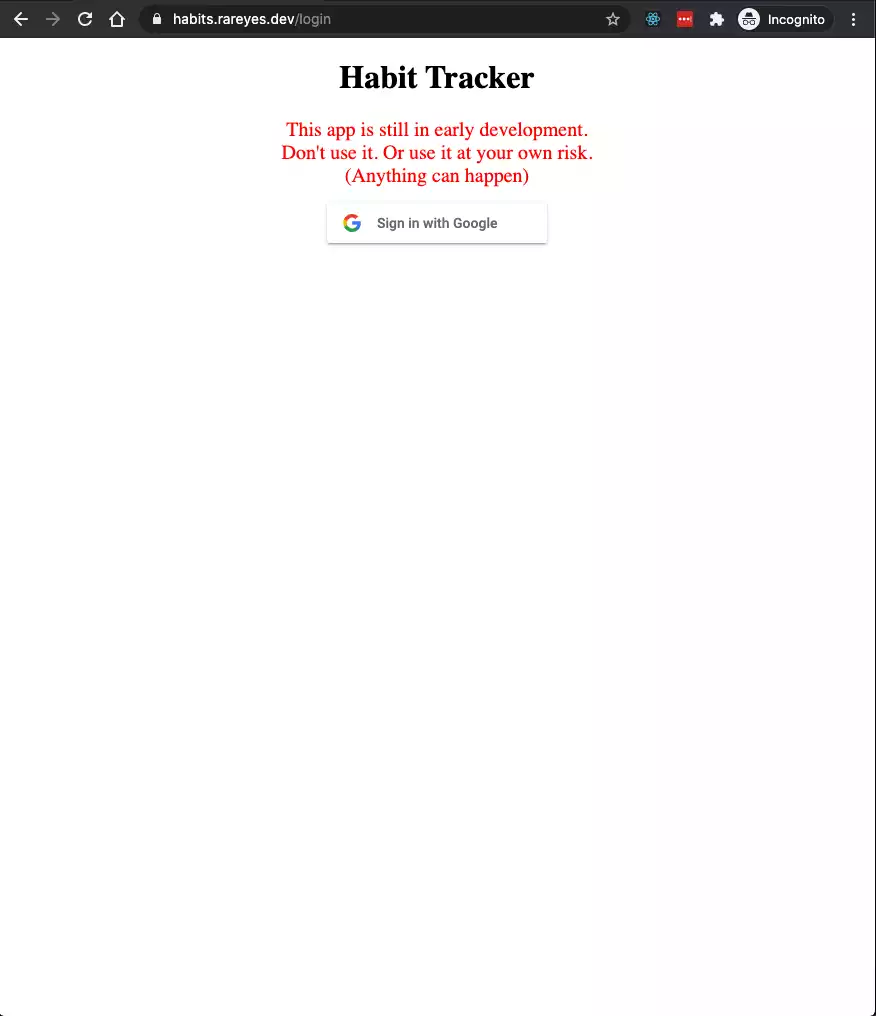 habits.rareyes.dev/login
Incognito
Habit Tracker
This app is still in early development.
Don't use it. Or use it at your own risk.
(Anything can happen)
Sign in with Google